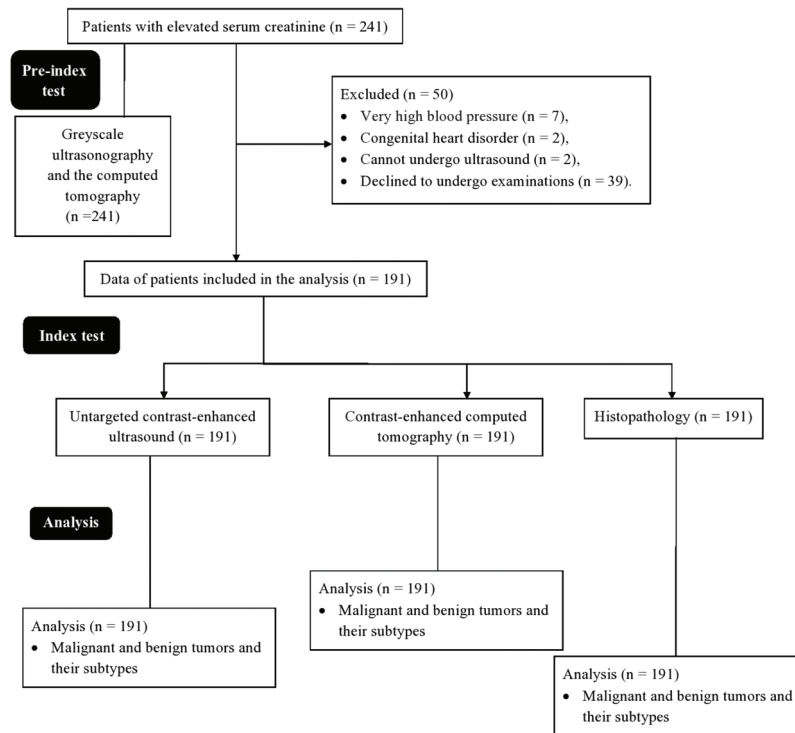 Patients with elevated serum creatinine (n = 241)
Pre-index
test
Greyscale
ultrasonography
and the computed
tomography
(n =241)
Excluded (n = 50)
• Very high blood pressure (n = 7),
• Congenital heart disorder (n = 2),
• Cannot undergo ultrasound (n = 2),
• Declined to undergo examinations (n = 39).
Data of patients included in the analysis (n = 191)
Index test
Untargeted contrast-enhanced
ultrasound (n = 191)
Contrast-enhanced computed
tomography (n = 191)
Histopathology (n = 191)
Analysis
Analysis (n = 191)
• Malignant and benign tumors and
their subtypes
Analysis (n = 191)
• Malignant and benign tumors and
their subtypes
Analysis (n = 191)
• Malignant and benign tumors and
their subtypes